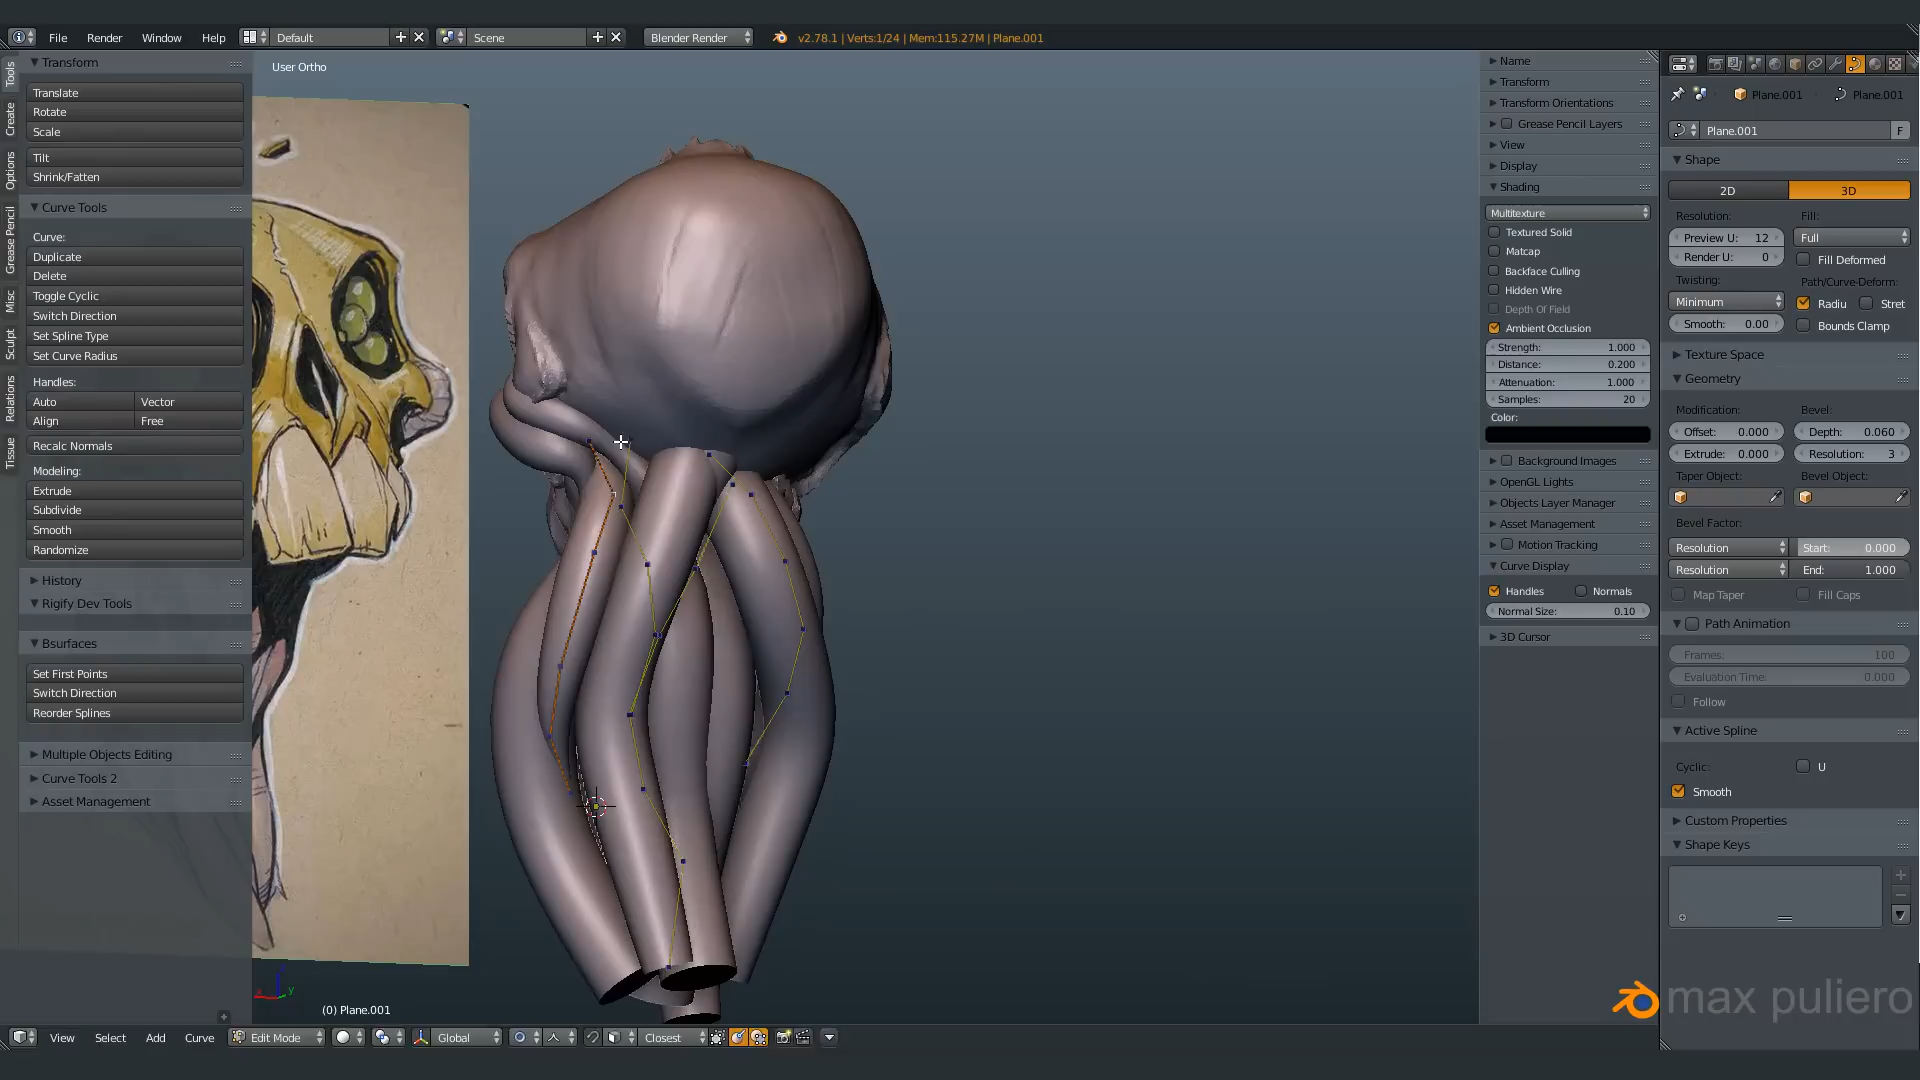 File Render Window Help Default Scene Blender Render v2.78.1 | Verts:1/24 | Mem:115.27M | Plane.001
Tools
Create
Options
Grease Pencil
Misc
Sculpt
Relations
Tissue
Transform
Translate
Rotate
Scale
Tilt
Shrink/Fatten
Curve Tools
Curve:
Duplicate
Delete
Toggle Cyclic
Switch Direction
Set Spline Type
Set Curve Radius
Handles:
Auto Vector
Align Free
Recalc Normals
Modeling:
Extrude
Subdivide
Smooth
Randomize
History
Rigify Dev Tools
Bsurfaces
Set First Points
Switch Direction
Reorder Splines
Multiple Objects Editing
Curve Tools 2
Asset Management
User Ortho
(0) Plane.001
Name
Transform
Transform Orientations
Grease Pencil Layers
View
Display
Shading
Multitexture
Textured Solid
Matcap
Backface Culling
Hidden Wire
Depth Of Field
Ambient Occlusion
Strength: 1.000
Distance: 0.200
Attenuation: 1.000
Samples: 20
Color:
Background Images
OpenGL Lights
Objects Layer Manager
Asset Management
Motion Tracking
Curve Display
Handles Normals
Normal Size: 0.10
3D Cursor
Plane.001 Plane.001
Plane.001 F
Shape
2D 3D
Resolution: Fill:
Preview U: 12 Full
Render U: 0 Fill Deformed
Twisting: Path/Curve-Deform:
Minimum Radiu Stret
Smooth: 0.00 Bounds Clamp
Texture Space
Geometry
Modification: Bevel:
Offset: 0.000 Depth: 0.060
Extrude: 0.000 Resolution: 3
Taper Object: Bevel Object:
Bevel Factor:
Resolution Start: 0.000
Resolution End: 1.000
Map Taper Fill Caps
Path Animation
Frames: 100
Evaluation Time: 0.000
Follow
Active Spline
Cyclic: U
Smooth
Custom Properties
Shape Keys
max puliero
View Select Add Curve Edit Mode Global Closest